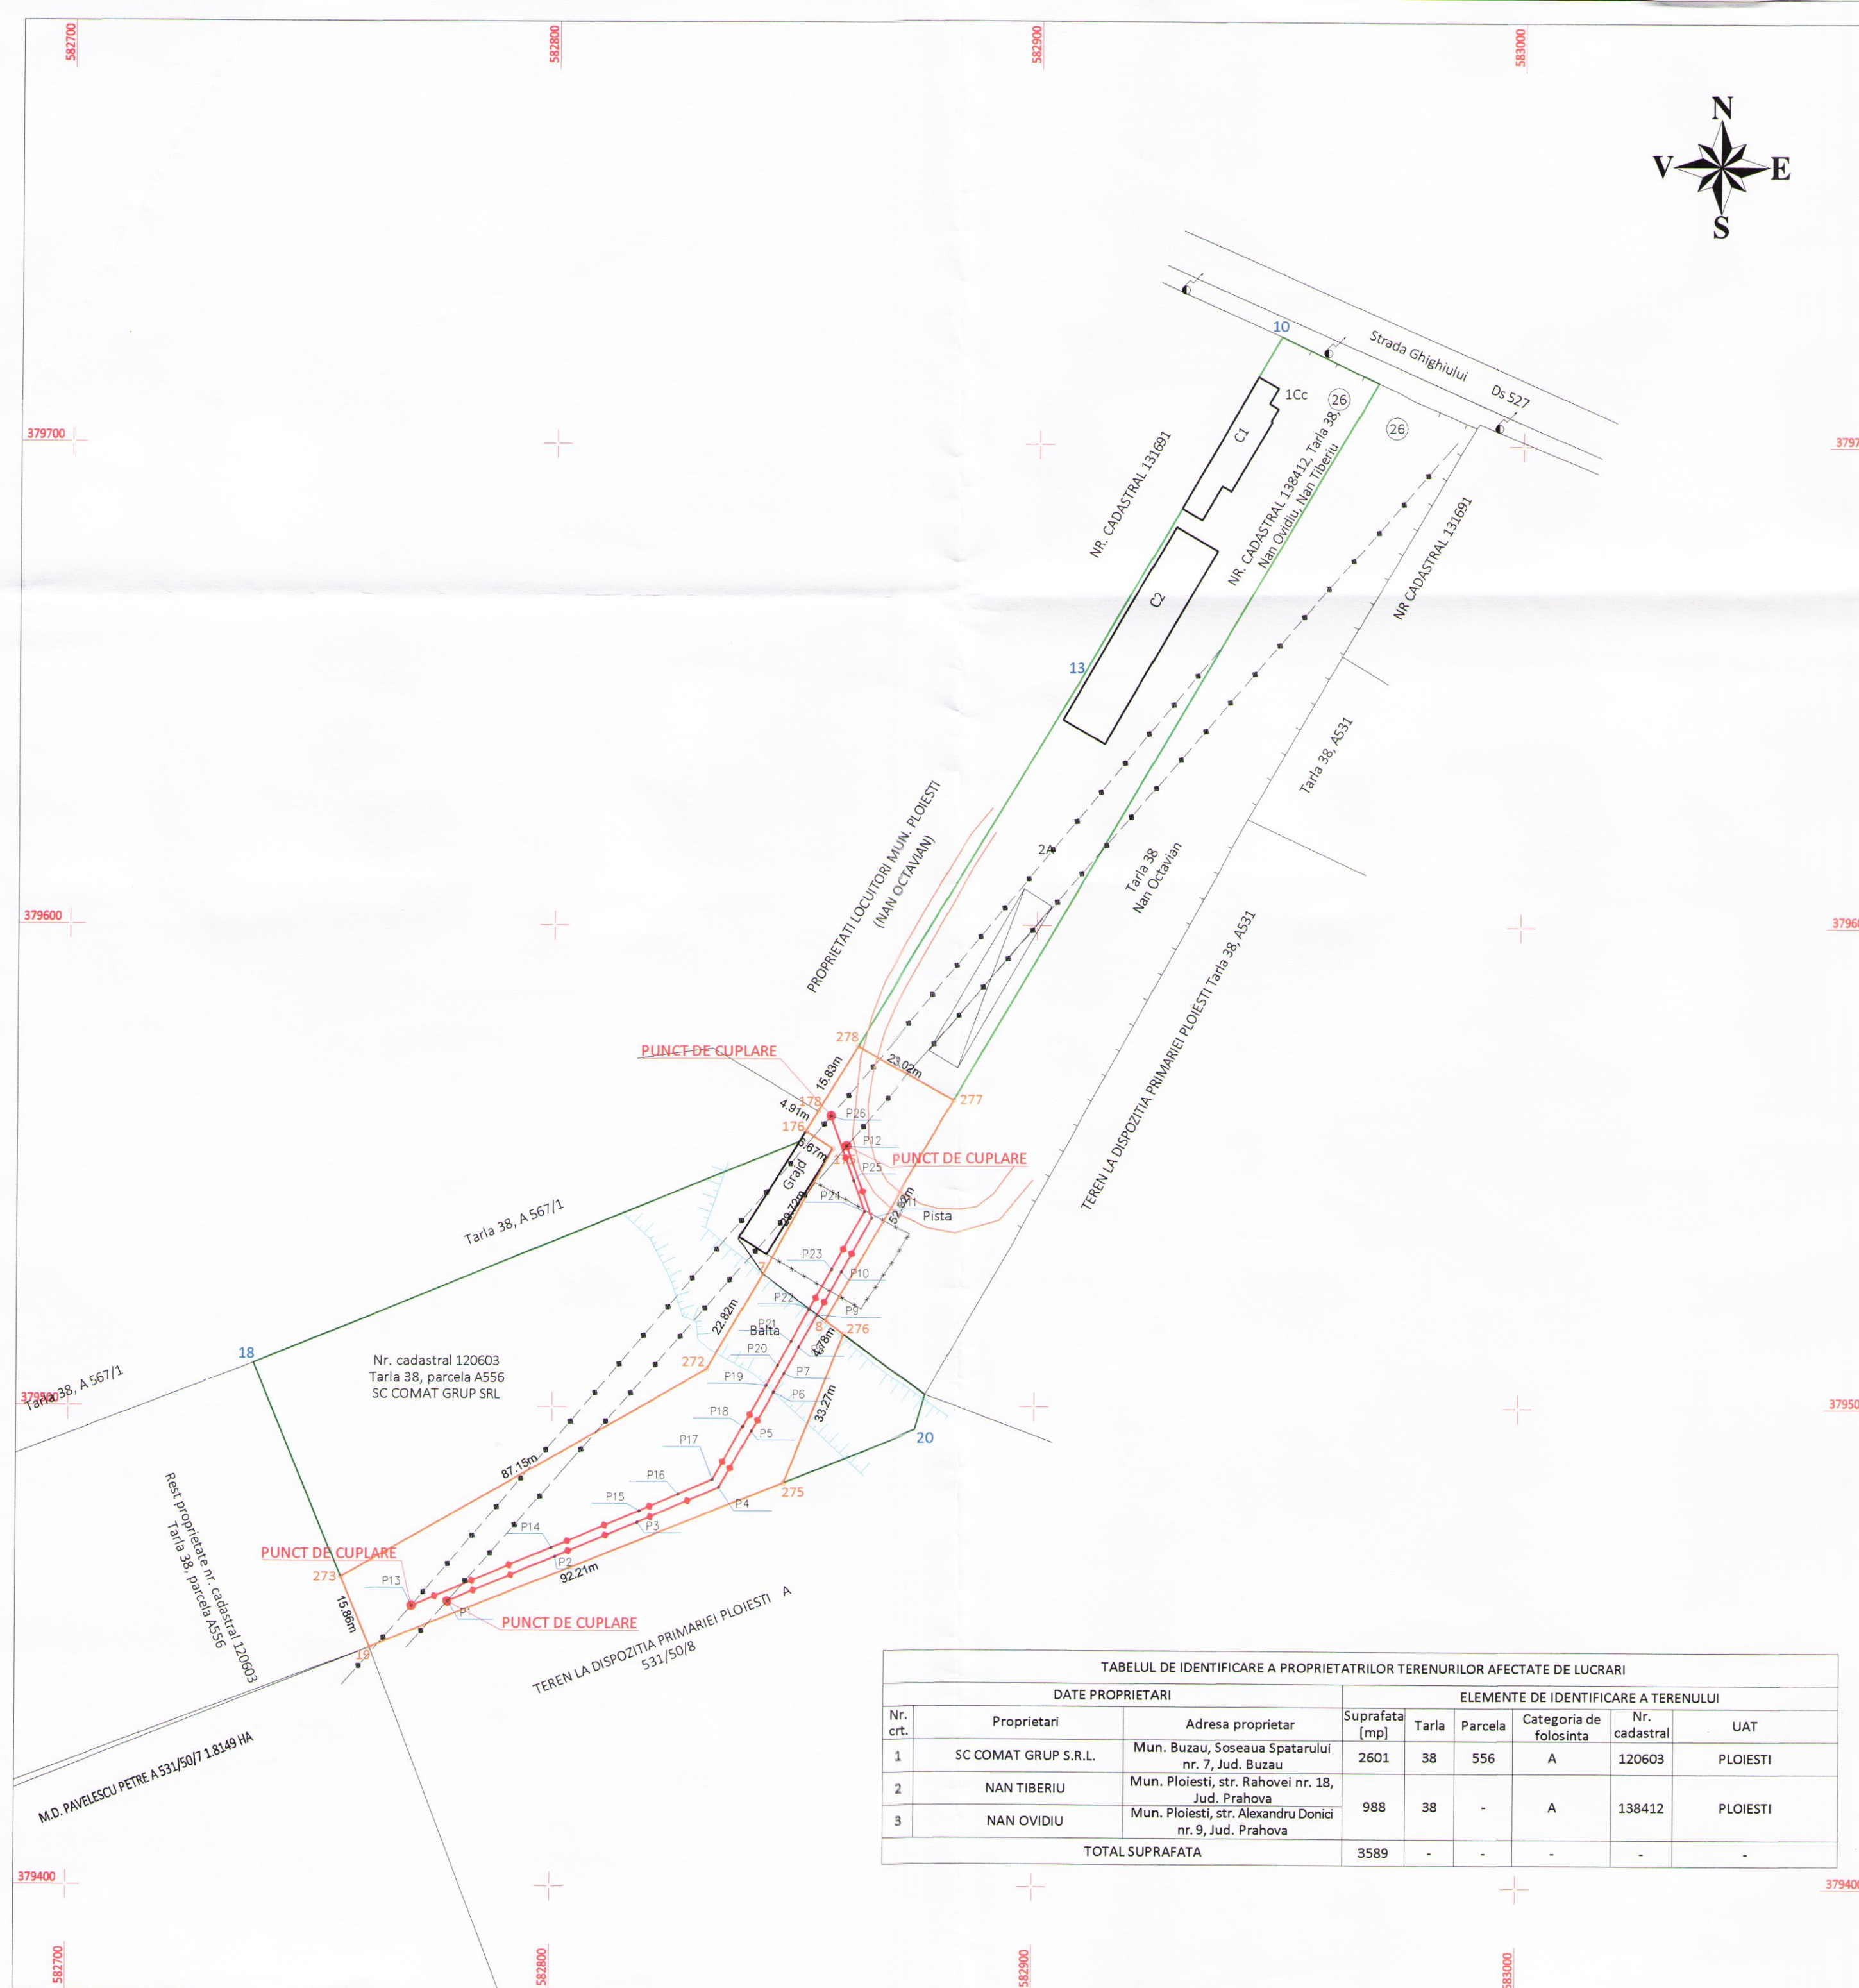 582700
582800
582900
583000
N
V
E
S
10
Strada Ghighiului
Ds 527
1Cc
26
26
C1
379700
NR. CADASTRAL 131691
NR. CADASTRAL 138412, Tarla 38,
Nan Ovidiu, Nan Tiberiu
NR CADASTRAL 131691
C2
13
Tarla 38, A531
PROPRIETATI LOCUITORI MUN. PLOIESTI
(NAN OCTAVIAN)
2A
Tarla 38
Nan Octavian
379600
TEREN LA DISPOZITIA PRIMARIEI PLOIESTI Tarla 38, A531
278
PUNCT DE CUPLARE
23.02m
15.83m
277
178
4.91m
P26
176
P12
PUNCT DE CUPLARE
P25
Grajd
P24
52.62m
Pista
Tarla 38, A 567/1
P23
7
P10
P22
P9
22.82m
8
276
P21
Balta
4.78m
P20
272
P7
P19
P6
18
Nr. cadastral 120603
Tarla 38, parcela A556
SC COMAT GRUP SRL
Tarla 38, A 567/1
33.27m
P18
P5
20
P17
87.15m
P16
275
P4
P15
P3
Rest proprietate nr. cadastral 120603
Tarla 38, parcela A556
P14
PUNCT DE CUPLARE
P2
92.21m
273
P13
15.86m
P1
PUNCT DE CUPLARE
19
TEREN LA DISPOZITIA PRIMARIEI PLOIESTI A
531/50/8
M.D. PAVELESCU PETRE A 531/50/7 1.8149 HA
TABELUL DE IDENTIFICARE A PROPRIETATRILOR TERENURILOR AFECTATE DE LUCRARI
DATE PROPRIETARI ELEMENTE DE IDENTIFICARE A TERENULUI
Nr. crt. Proprietari Adresa proprietar Suprafata [mp] Tarla Parcela Categoria de folosinta Nr. cadastral UAT
1 SC COMAT GRUP S.R.L. Mun. Buzau, Soseaua Spatarului nr. 7, Jud. Buzau 2601 38 556 A 120603 PLOIESTI
2 NAN TIBERIU Mun. Ploiesti, str. Rahovei nr. 18, Jud. Prahova 988 38 - A 138412 PLOIESTI
3 NAN OVIDIU Mun. Ploiesti, str. Alexandru Donici nr. 9, Jud. Prahova
TOTAL SUPRAFATA 3589 - - - - -
379400
379400
582700
582800
582900
583000